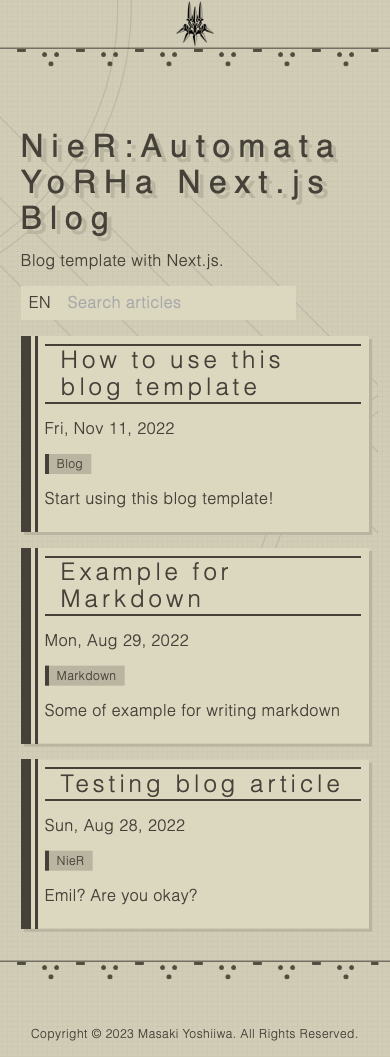 NieR:Automata
YoRHa Next.js
Blog
Blog template with Next.js.
EN Search articles
How to use this
blog template
Fri, Nov 11, 2022
Blog
Start using this blog template!
Example for
Markdown
Mon, Aug 29, 2022
Markdown
Some of example for writing markdown
Testing blog article
Sun, Aug 28, 2022
NieR
Emil? Are you okay?
Copyright © 2023 Masaki Yoshiiwa. All Rights Reserved.